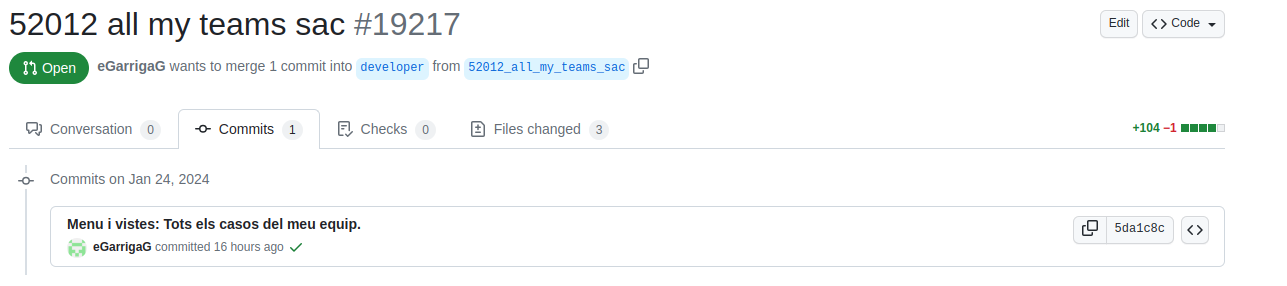 52012 all my teams sac #19217
Edit
Code
Open
eGarrigaG wants to merge 1 commit into developer from 52012_all_my_teams_sac
Conversation 0
Commits 1
Checks 0
Files changed 3
+104 −1
Commits on Jan 24, 2024
Menu i vistes: Tots els casos del meu equip.
eGarrigaG committed 16 hours ago
5da1c8c